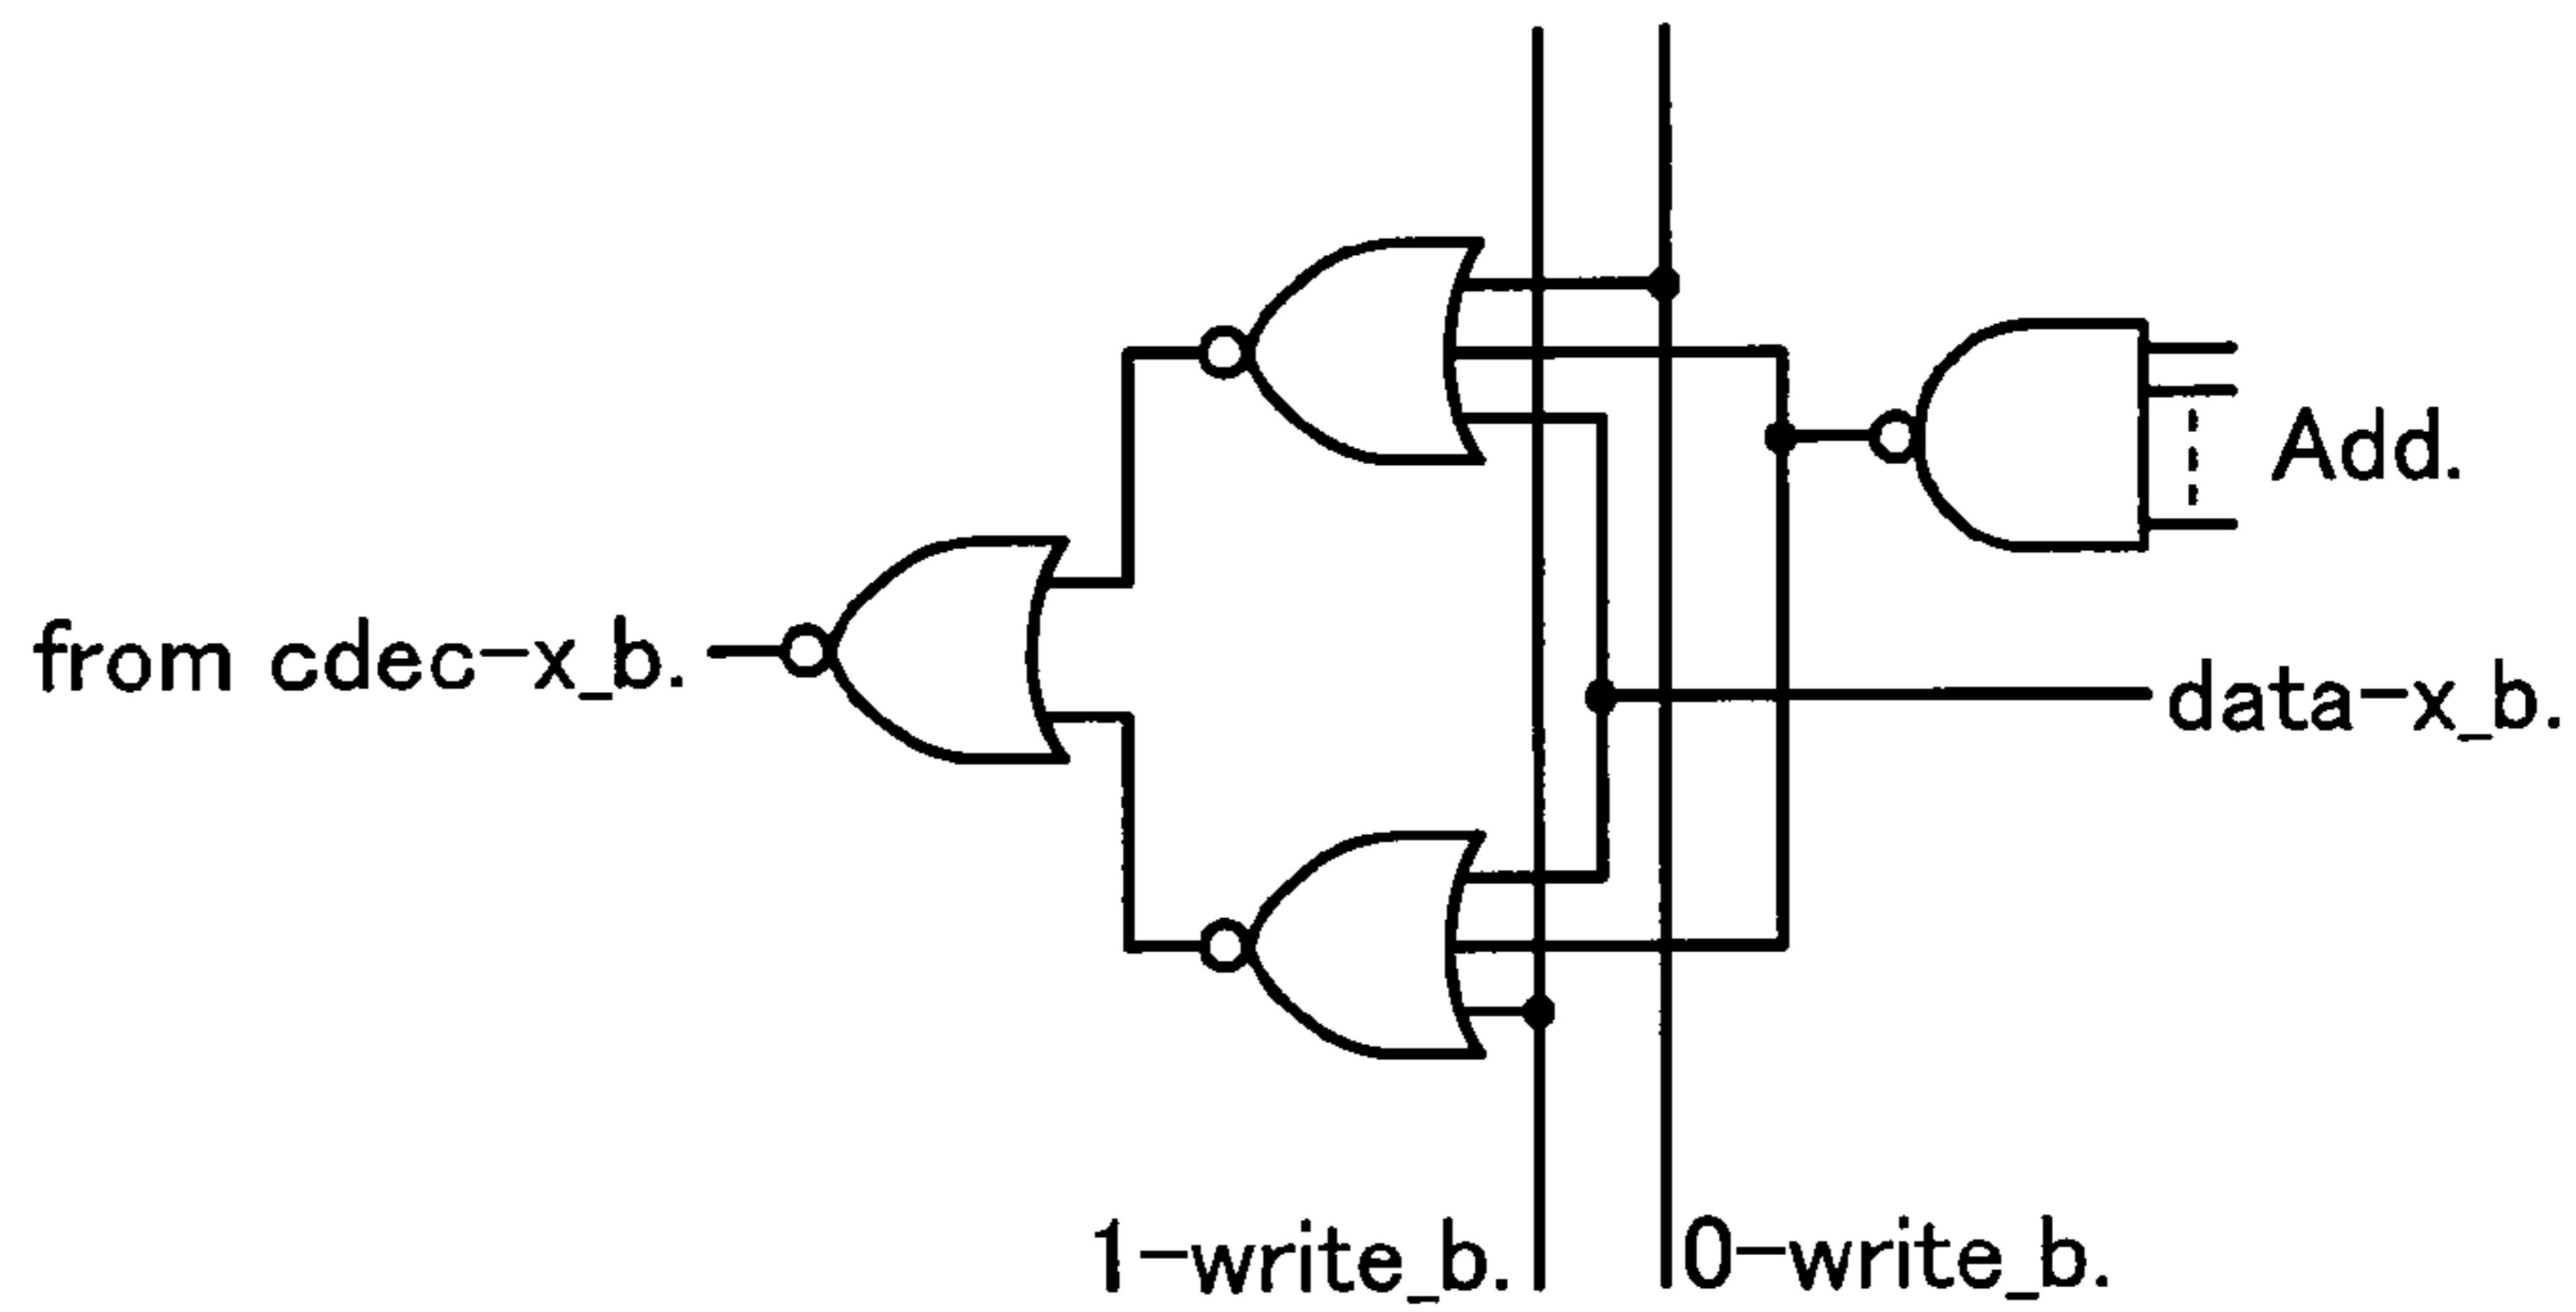 Add.
from cdec-x_b.
data-x_b.
1-write_b.
0-write_b.